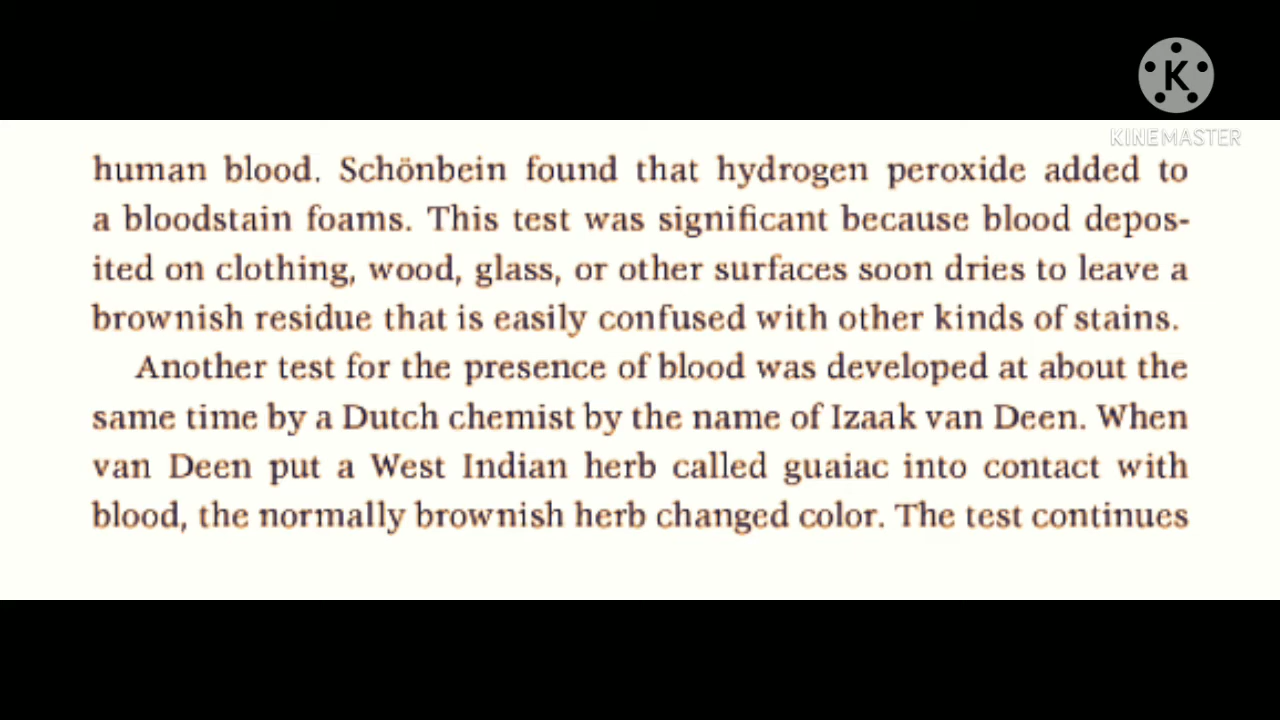 K
KINEMASTER
human blood. Schönbein found that hydrogen peroxide added to
a bloodstain foams. This test was significant because blood depos-
ited on clothing, wood, glass, or other surfaces soon dries to leave a
brownish residue that is easily confused with other kinds of stains.
Another test for the presence of blood was developed at about the
same time by a Dutch chemist by the name of Izaak van Deen. When
van Deen put a West Indian herb called guaiac into contact with
blood, the normally brownish herb changed color. The test continues